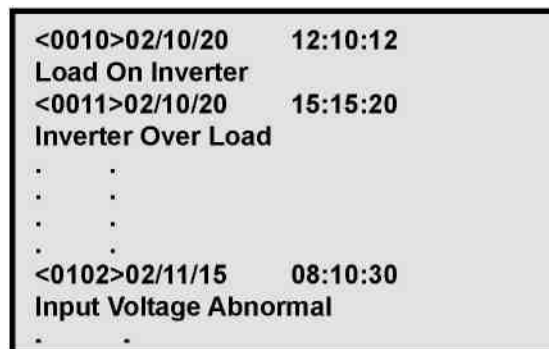 <0010>02/10/20 12:10:12
Load On Inverter
<0011>02/10/20 15:15:20
Inverter Over Load
. .
. .
. .
. .
<0102>02/11/15 08:10:30
Input Voltage Abnormal
. .